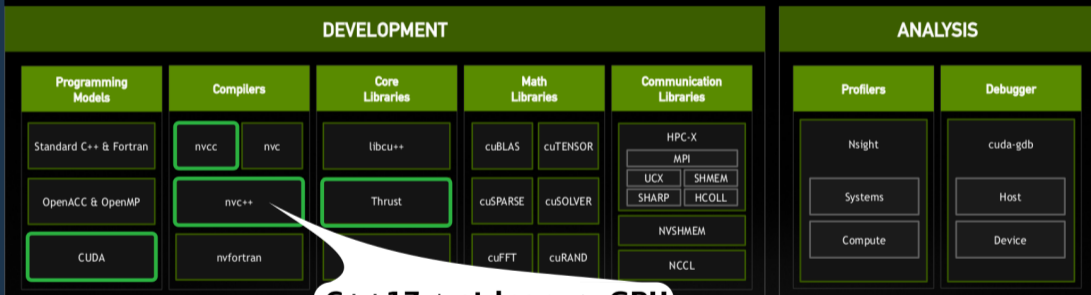 DEVELOPMENT
Programming
Models
Standard C++ & Fortran
OpenACC & OpenMP
CUDA
Compilers
nvcc
nvc
nvc++
nvfortran
Core
Libraries
libcu++
Thrust
Math
Libraries
cuBLAS
cuTENSOR
cuSPARSE
cuSOLVER
cuFFT
cuRAND
Communication
Libraries
HPC-X
MPI
UCX
SHMEM
SHARP
HCOLL
NVSHMEM
NCCL
ANALYSIS
Profilers
Nsight
Systems
Compute
Debugger
cuda-gdb
Host
Device